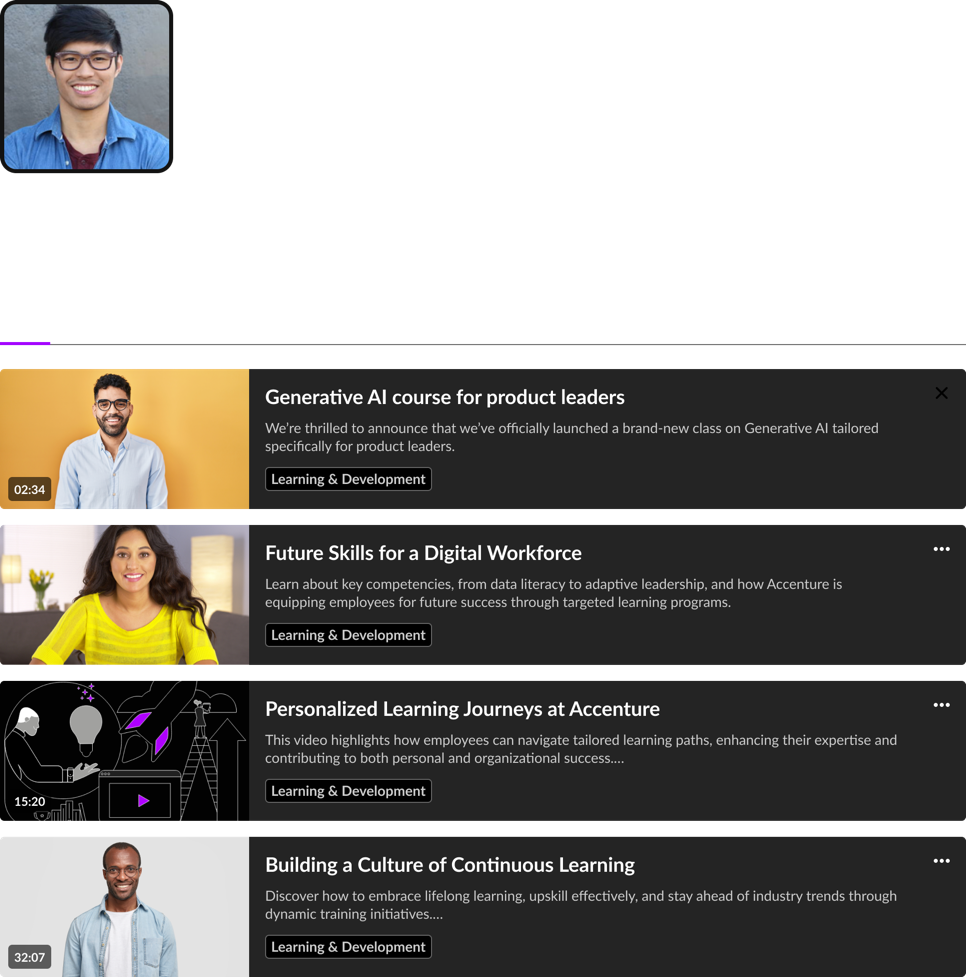 Generative AI course for product leaders
We’re thrilled to announce that we’ve officially launched a brand-new class on Generative AI tailored
specifically for product leaders.
Learning & Development
02:34
Future Skills for a Digital Workforce
Learn about key competencies, from data literacy to adaptive leadership, and how Accenture is
equipping employees for future success through targeted learning programs.
Learning & Development
Personalized Learning Journeys at Accenture
This video highlights how employees can navigate tailored learning paths, enhancing their expertise and
contributing to both personal and organizational success....
Learning & Development
15:20
Building a Culture of Continuous Learning
Discover how to embrace lifelong learning, upskill effectively, and stay ahead of industry trends through
dynamic training initiatives....
Learning & Development
32:07